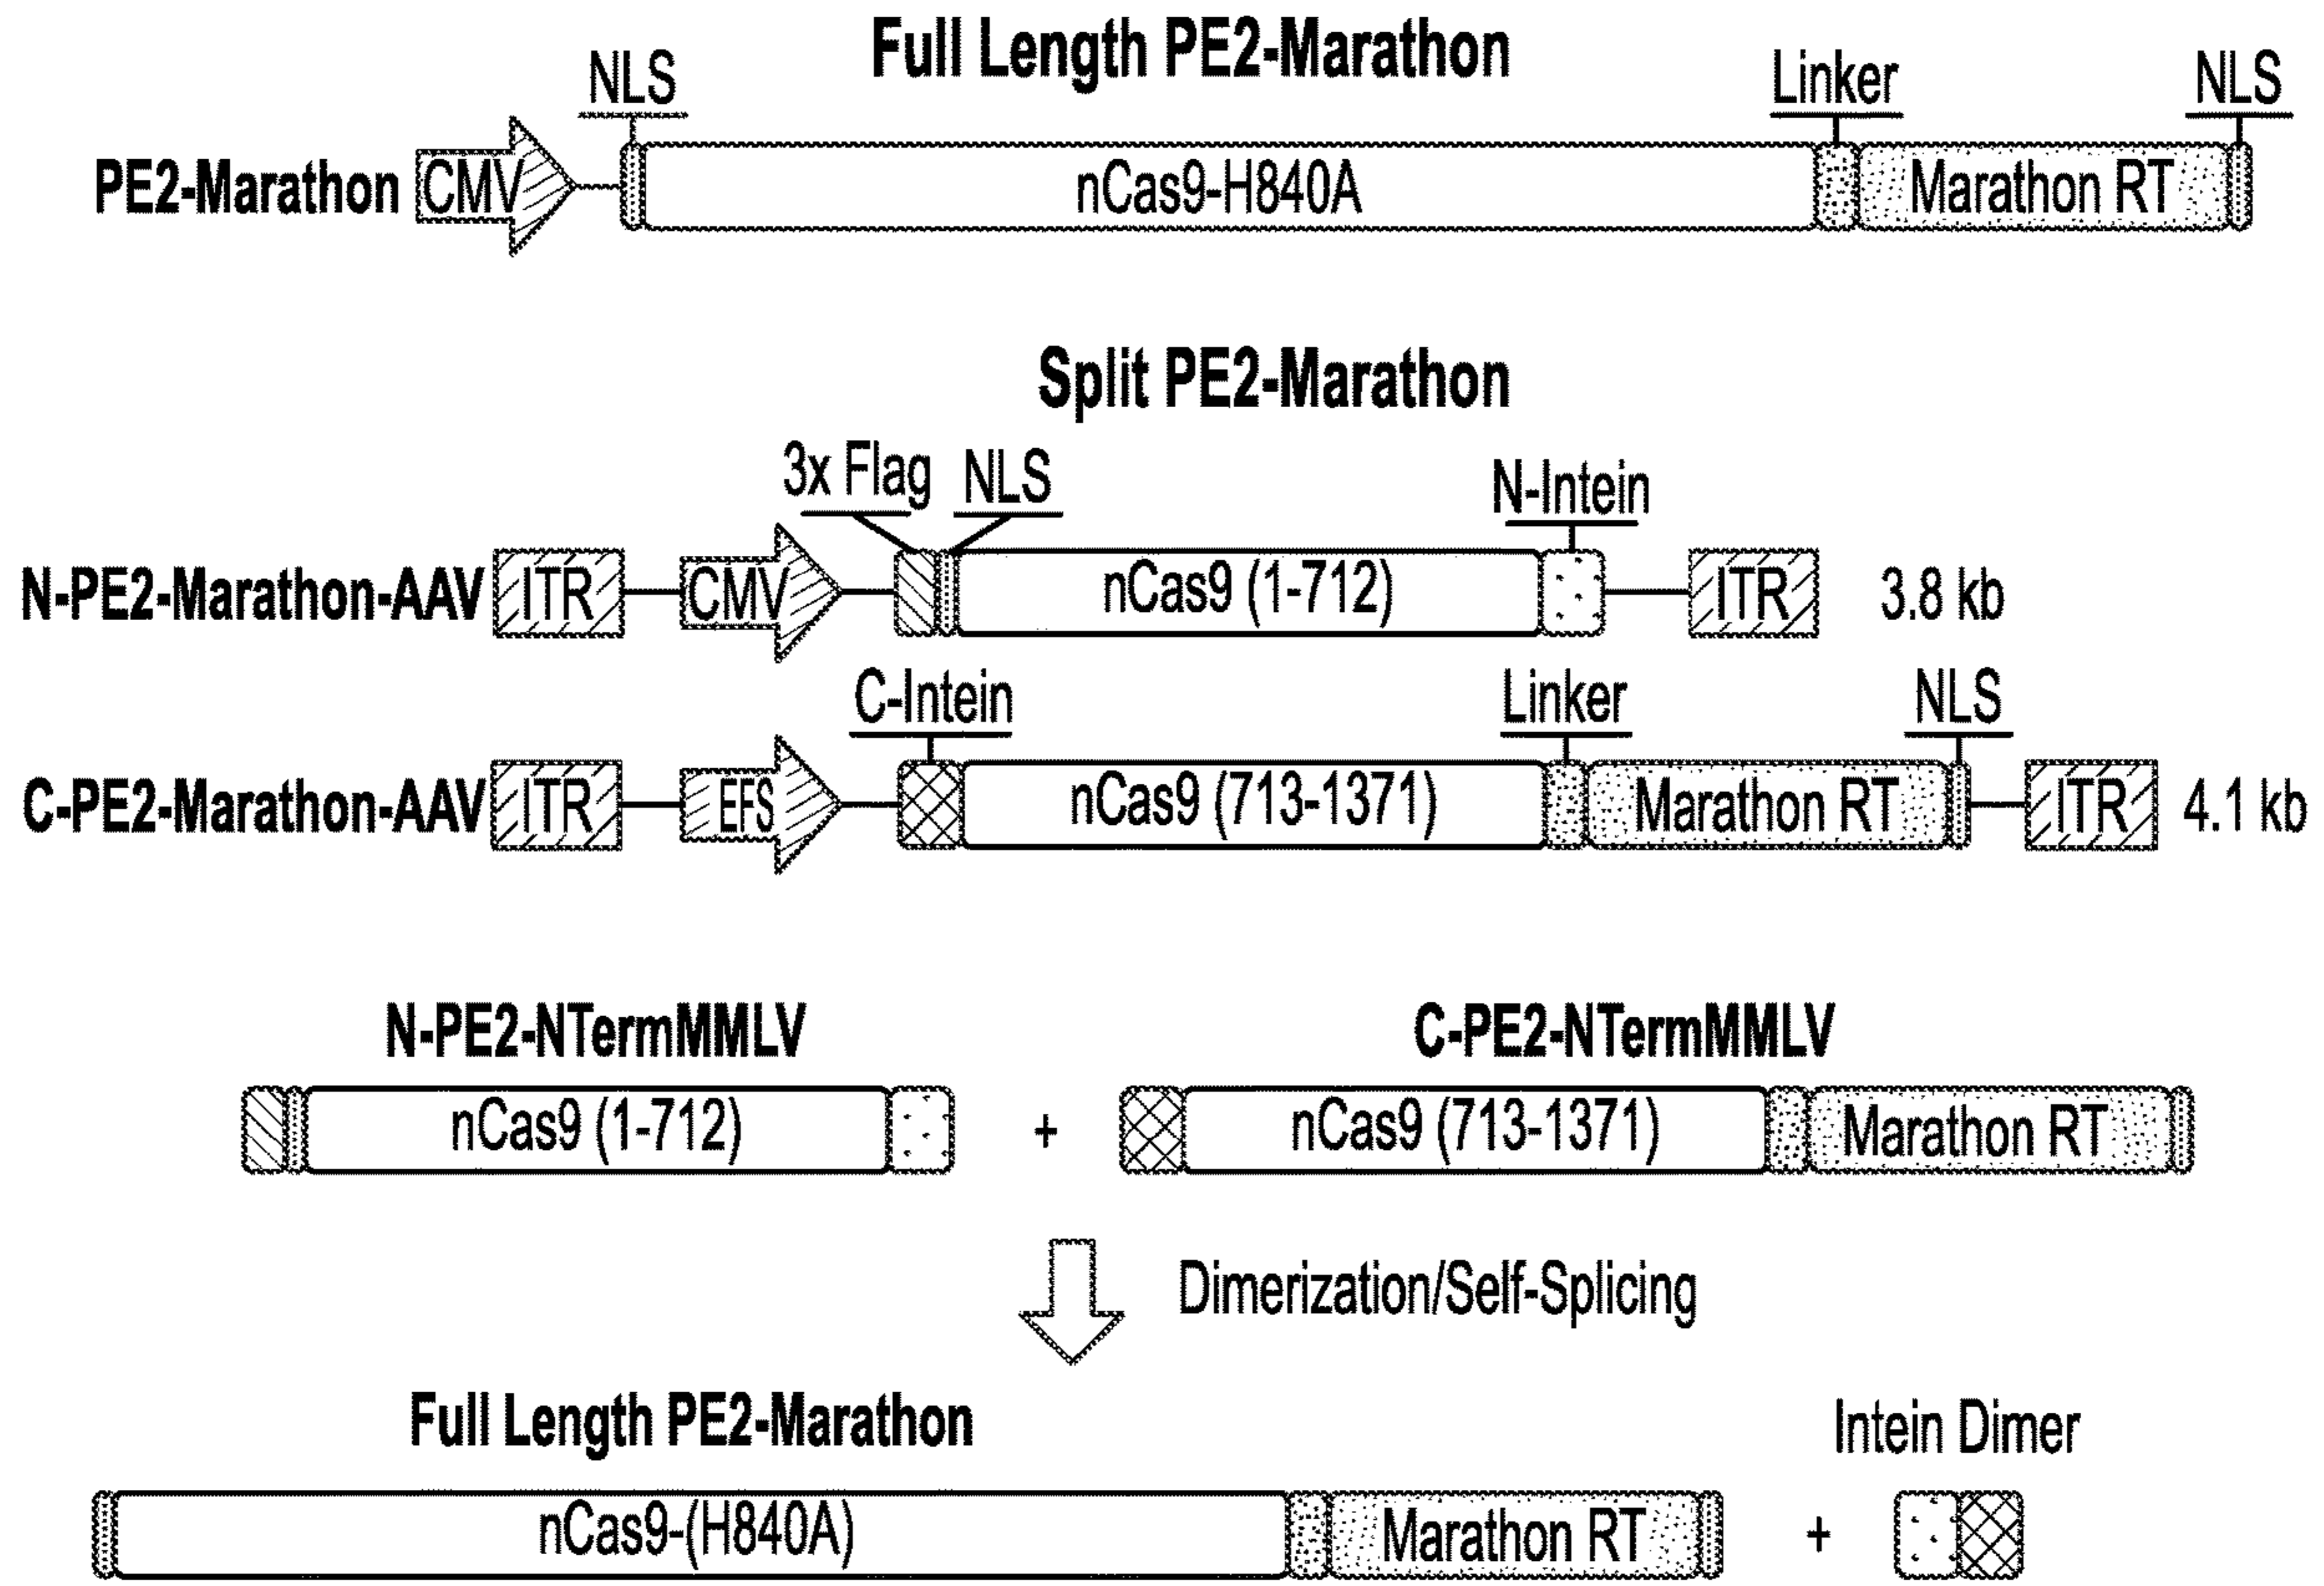 Full Length PE2-Marathon
NLS
Linker
NLS
PE2-Marathon
CMV
nCas9-H840A
Marathon RT
Split PE2-Marathon
3x Flag
NLS
N-Intein
N-PE2-Marathon-AAV
ITR
CMV
nCas9 (1-712)
ITR
3.8 kb
C-Intein
Linker
NLS
C-PE2-Marathon-AAV
ITR
EFS
nCas9 (713-1371)
Marathon RT
ITR
4.1 kb
N-PE2-NTermMMLV
C-PE2-NTermMMLV
nCas9 (1-712)
+
nCas9 (713-1371)
Marathon RT
Dimerization/Self-Splicing
Full Length PE2-Marathon
Intein Dimer
nCas9-(H840A)
Marathon RT
+